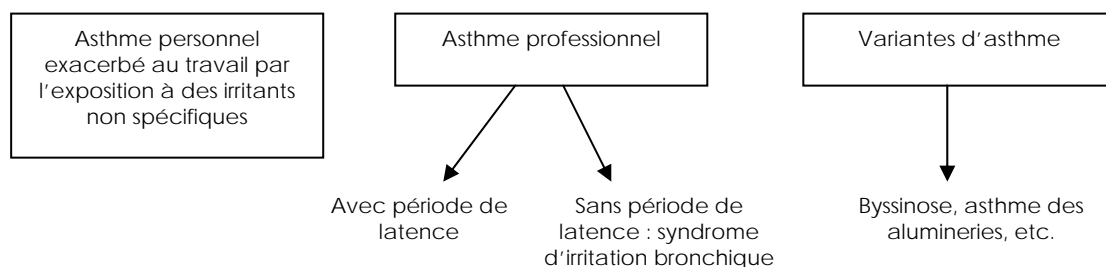 Asthme personnel
exacerbé au travail par
l'exposition à des irritants
non spécifiques
Asthme professionnel
Variantes d'asthme
Avec période de
latence
Sans période de
latence : syndrome
d'irritation bronchique
Byssinose, asthme des
alumineries, etc.